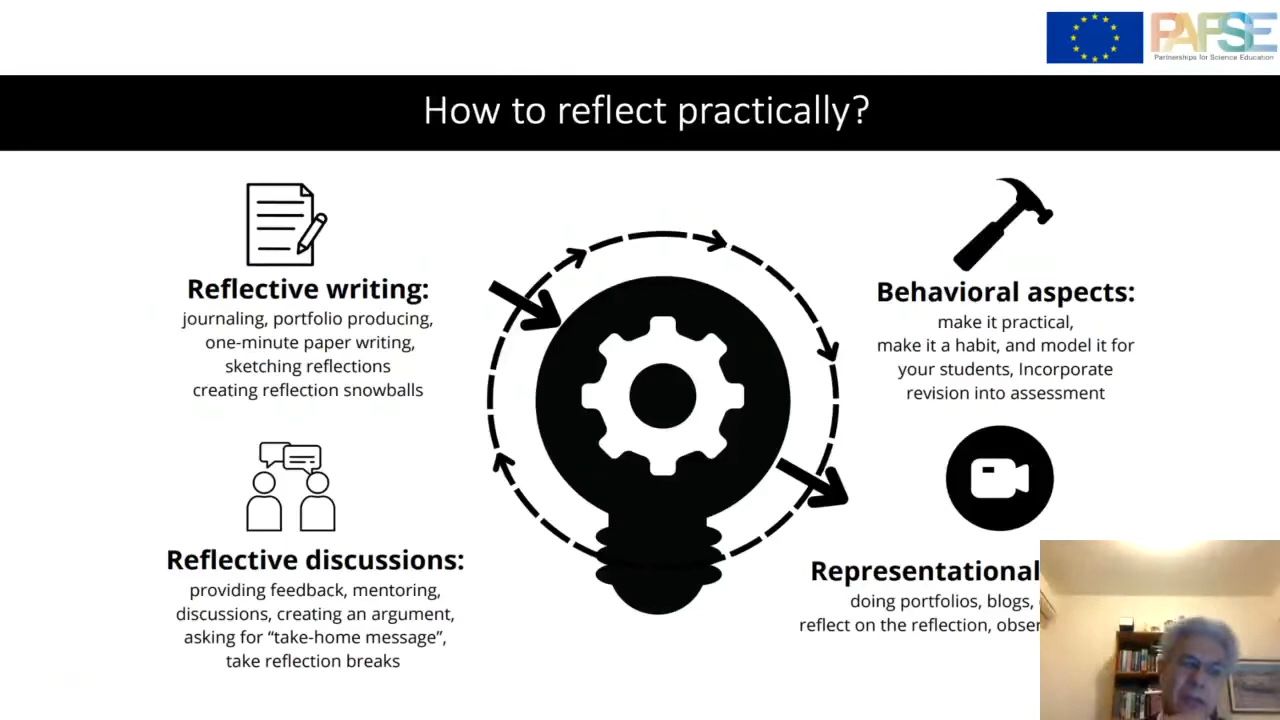 PAFSE
Partnerships for Science Education
How to reflect practically?
Reflective writing:
journaling, portfolio producing,
one-minute paper writing,
sketching reflections
creating reflection snowballs
Behavioral aspects:
make it practical,
make it a habit, and model it for
your students, Incorporate
revision into assessment
Reflective discussions:
providing feedback, mentoring,
discussions, creating an argument,
asking for “take-home message”,
take reflection breaks
Representational
doing portfolios, blogs,
reflect on the reflection,